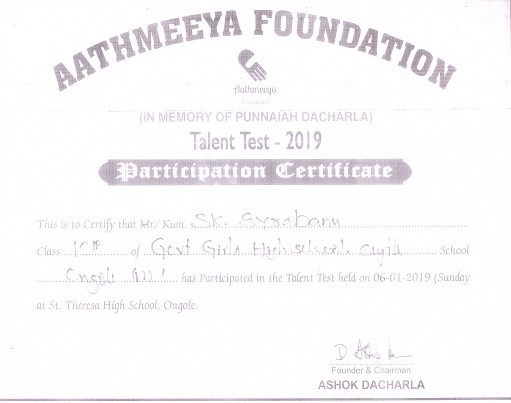 AATHMEEYA FOUNDATION
Aathmeeya
(IN MEMORY OF PUNNAIAH DACHARLA)
Talent Test - 2019
Participation Certificate
This is to Certify that Mr./ Kum. SK.
Class 10th of Govt Girls High school School
Ongole has Participated in the Talent Test held on 06-01-2019 (Sunday
at St. Theresa High School, Ongole.
Founder & Chairman
ASHOK DACHARLA